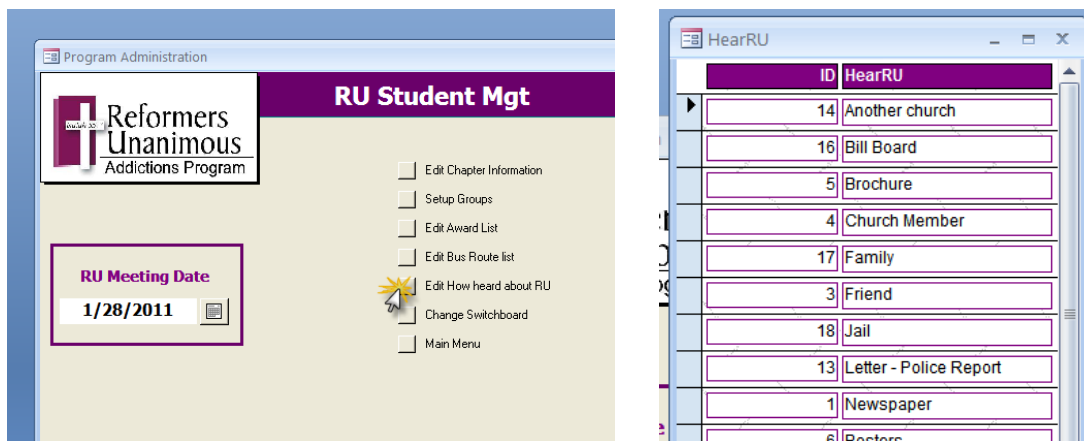 Program Administration
Reformers
Unanimous
Addictions Program
RU Student Mgt
Edit Chapter Information
Setup Groups
Edit Award List
Edit Bus Route list
Edit How heard about RU
Change Switchboard
Main Menu
RU Meeting Date
1/28/2011
HearRU
ID HearRU
14 Another church
16 Bill Board
5 Brochure
4 Church Member
17 Family
3 Friend
18 Jail
13 Letter - Police Report
1 Newspaper
6 Posters